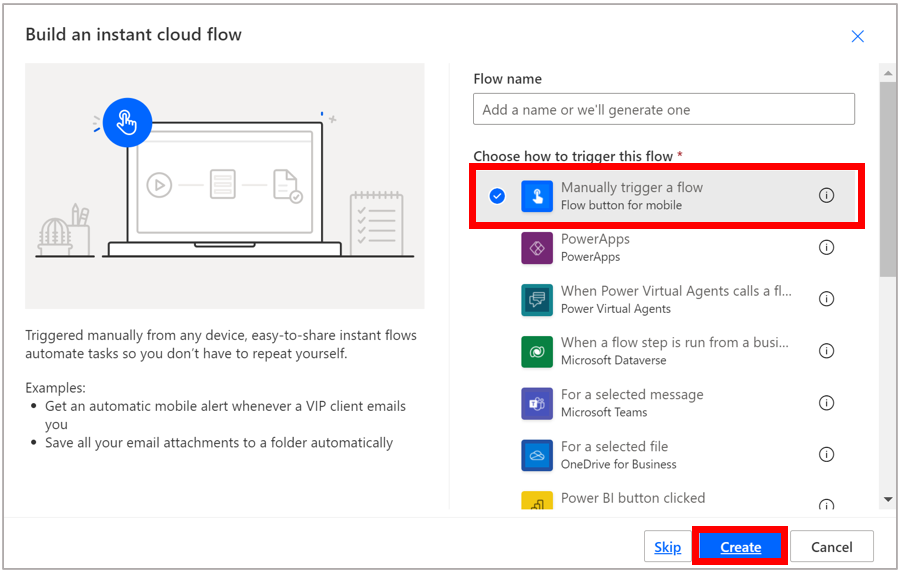 Build an instant cloud flow
Triggered manually from any device, easy-to-share instant flows
automate tasks so you don't have to repeat yourself.
Examples:
• Get an automatic mobile alert whenever a VIP client emails
you
• Save all your email attachments to a folder automatically
Flow name
Add a name or we'll generate one
Choose how to trigger this flow *
Manually trigger a flow
Flow button for mobile
PowerApps
PowerApps
When Power Virtual Agents calls a fl...
Power Virtual Agents
When a flow step is run from a busi...
Microsoft Dataverse
For a selected message
Microsoft Teams
For a selected file
OneDrive for Business
Power BI button clicked
Skip
Create
Cancel